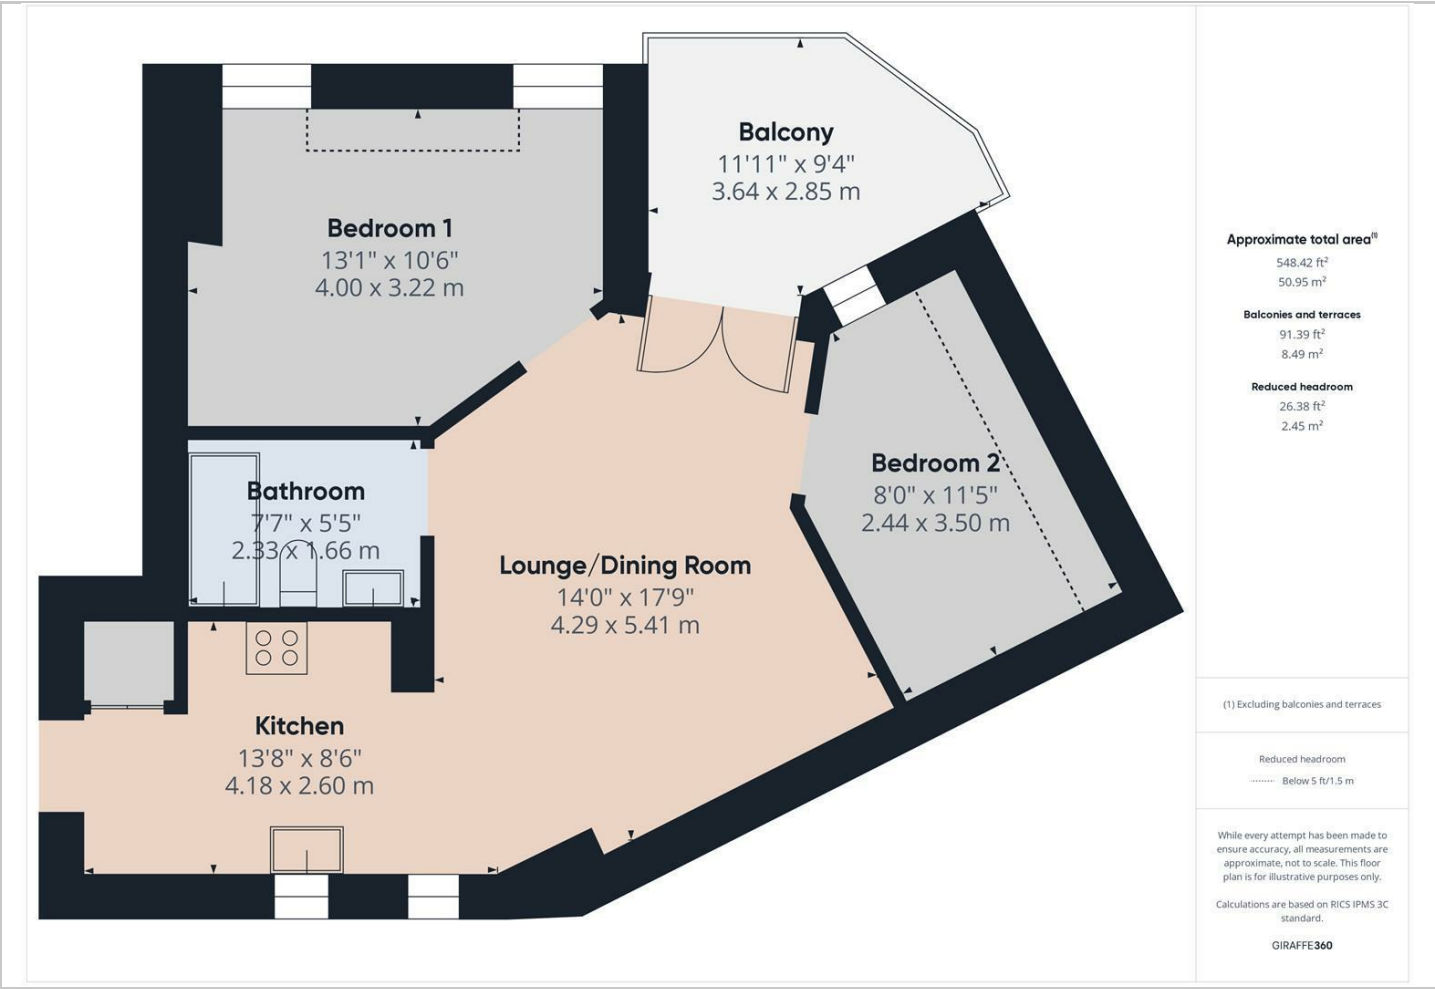 Balcony
11'11" x 9'4"
3.64 x 2.85 m
Bedroom 1
13'1" x 10'6"
4.00 x 3.22 m
Bedroom 2
8'0" x 11'5"
2.44 x 3.50 m
Bathroom
7'7" x 5'5"
2.33 x 1.66 m
Lounge/Dining Room
14'0" x 17'9"
4.29 x 5.41 m
Kitchen
13'8" x 8'6"
4.18 x 2.60 m
Approximate total area⁽¹⁾
548.42 ft²
50.95 m²
Balconies and terraces
91.39 ft²
8.49 m²
Reduced headroom
26.38 ft²
2.45 m²
(1) Excluding balconies and terraces
Reduced headroom
Below 5 ft/1.5 m
While every attempt has been made to
ensure accuracy, all measurements are
approximate, not to scale. This floor
plan is for illustrative purposes only.
Calculations are based on RICS IPMS 3C
standard.
GIRAFFE360